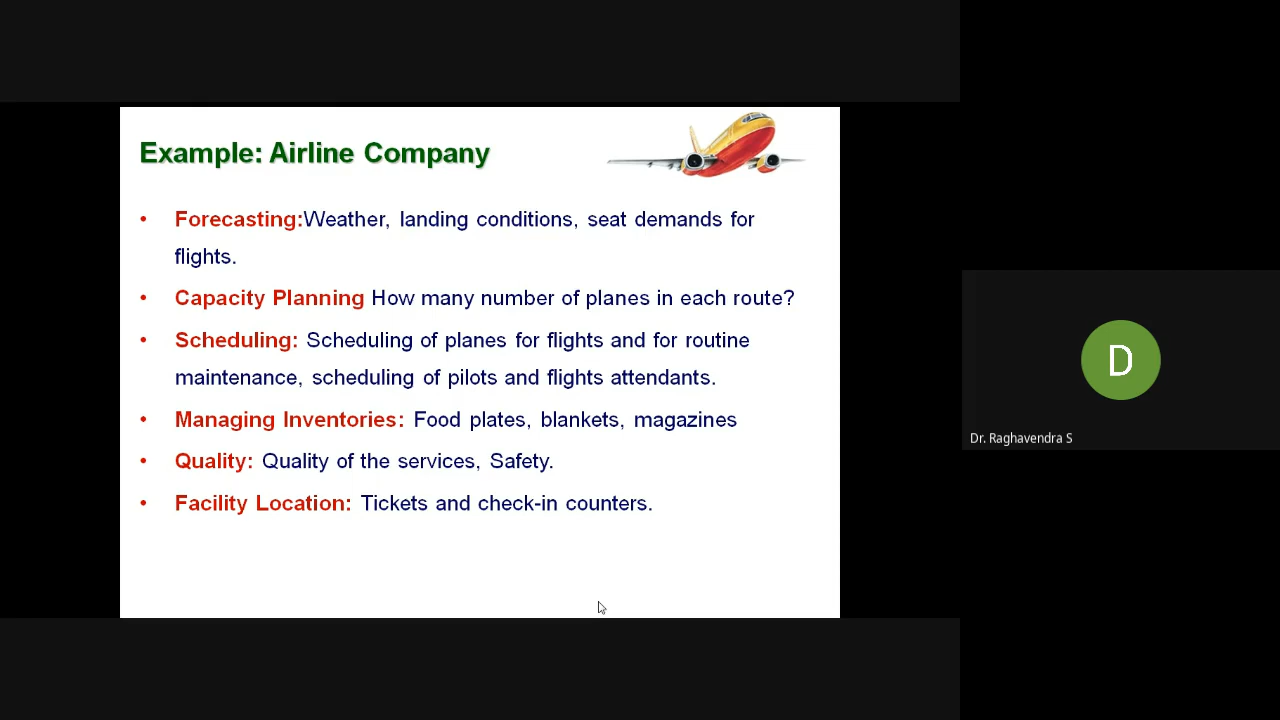 Example: Airline Company
• Forecasting:Weather, landing conditions, seat demands for
flights.
• Capacity Planning How many number of planes in each route?
• Scheduling: Scheduling of planes for flights and for routine
maintenance, scheduling of pilots and flights attendants.
• Managing Inventories: Food plates, blankets, magazines
• Quality: Quality of the services, Safety.
• Facility Location: Tickets and check-in counters.
D
Dr. Raghavendra S